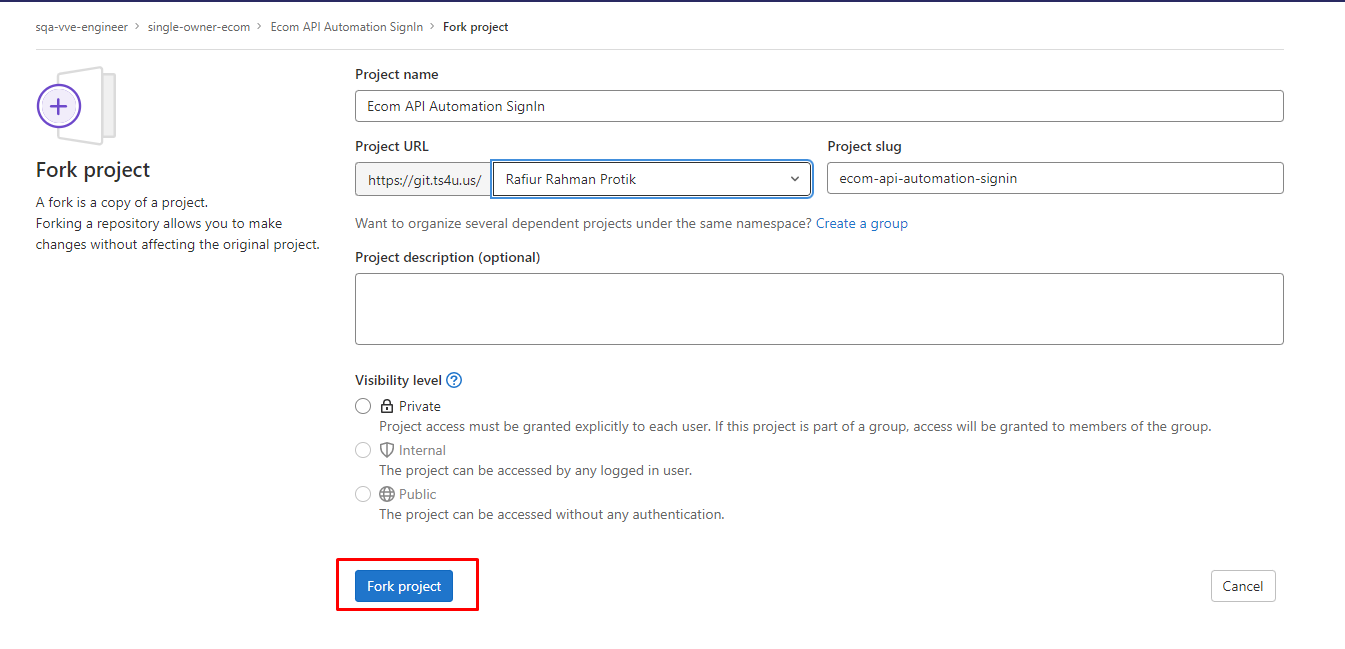 sqa-vve-engineer > single-owner-ecom > Ecom API Automation SignIn > Fork project
Fork project
A fork is a copy of a project.
Forking a repository allows you to make
changes without affecting the original project.
Project name
Ecom API Automation SignIn
Project URL
https://git.ts4u.us/ Rafiur Rahman Protik
Project slug
ecom-api-automation-signin
Want to organize several dependent projects under the same namespace? Create a group
Project description (optional)
Visibility level
Private
Project access must be granted explicitly to each user. If this project is part of a group, access will be granted to members of the group.
Internal
The project can be accessed by any logged in user.
Public
The project can be accessed without any authentication.
Fork project
Cancel